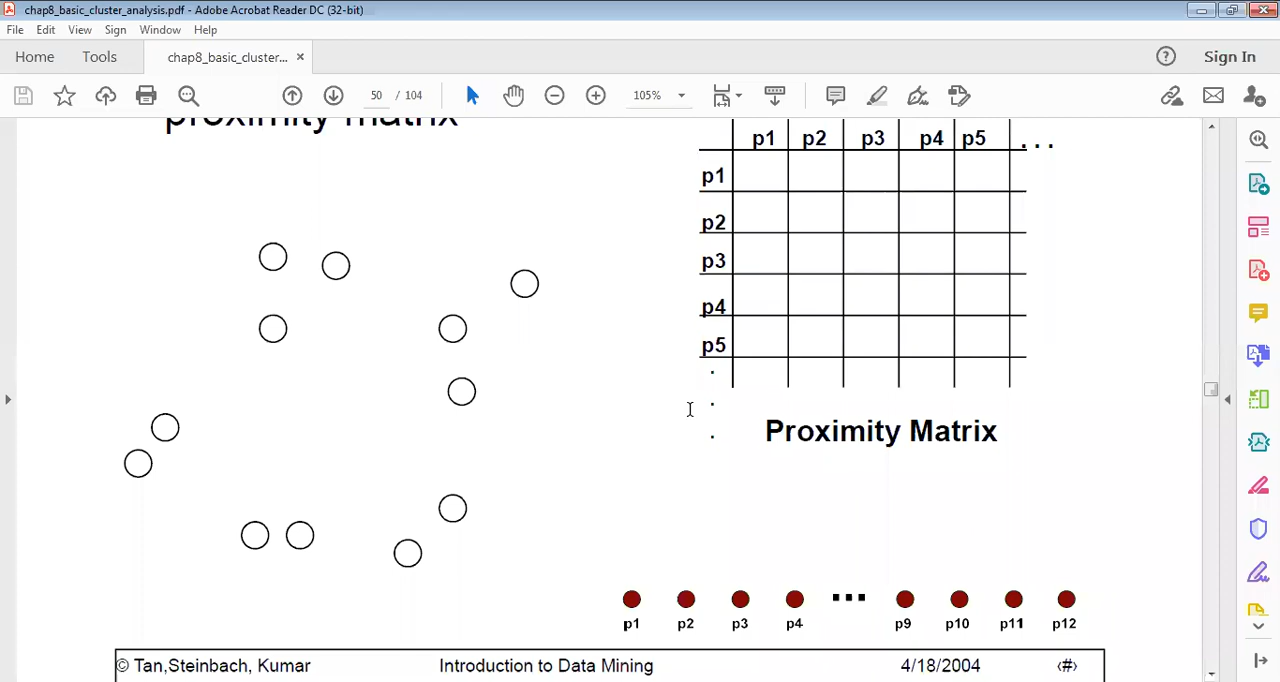 chap8_basic_cluster_analysis.pdf - Adobe Acrobat Reader DC (32-bit)
File Edit View Sign Window Help
Home Tools chap8_basic_cluster... × Sign In
50 / 104 105%
proximity matrix
p1 p2 p3 p4 p5 . . .
p1
p2
p3
p4
p5
.
.
.
Proximity Matrix
...
p1 p2 p3 p4 p9 p10 p11 p12
© Tan,Steinbach, Kumar Introduction to Data Mining 4/18/2004 ‹#›